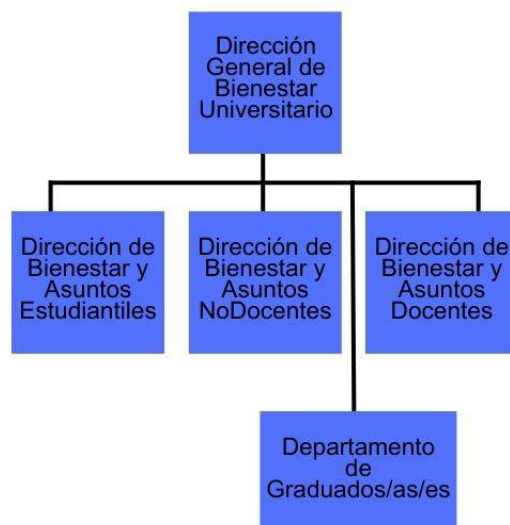 Dirección
General de
Bienestar
Universitario
Dirección de
Bienestar y
Asuntos
Estudiantiles
Dirección de
Bienestar y
Asuntos
NoDocentes
Dirección de
Bienestar y
Asuntos
Docentes
Departamento
de
Graduados/as/es